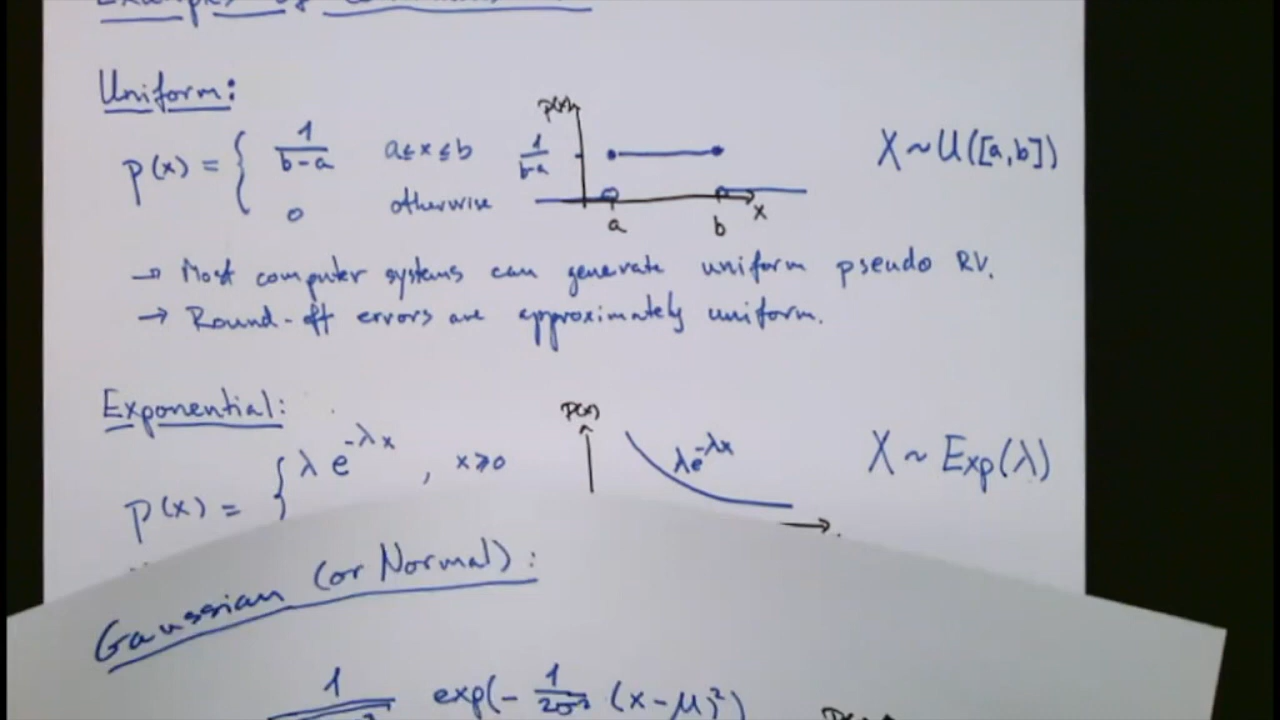 Uniform:
p(x) = { 1/(b-a) a≤x≤b
0 otherwise
p(x)
1/(b-a)
a b x
X~U([a,b])
→ Most computer systems can generate uniform pseudo RV.
→ Round-off errors are approximately uniform.
Exponential:
p(x) = { λe^{-λx}, x≥0
P(x)
λe^{-λx}
X ~ Exp(λ)
Gaussian (or Normal):
1 exp(-1/2σ² (x-μ)²)